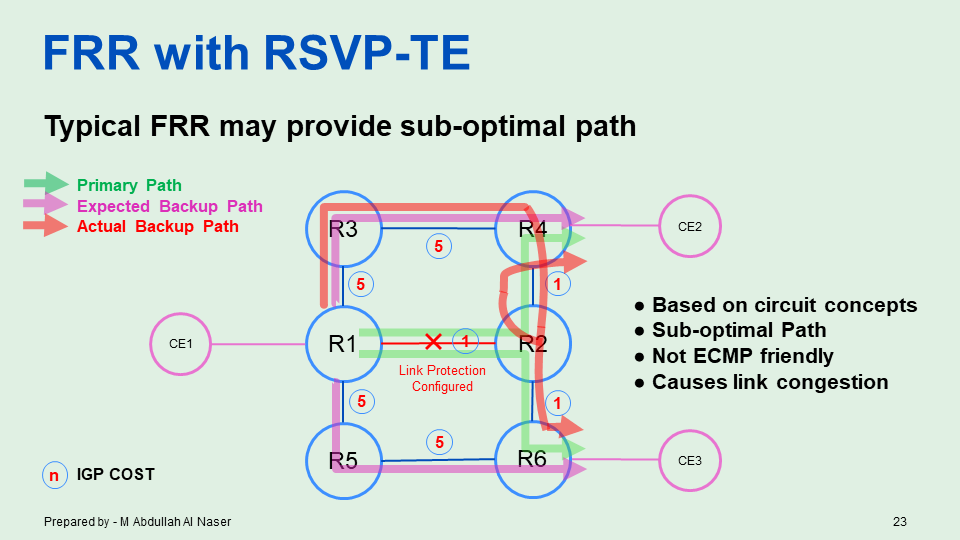 FRR with RSVP-TE
Typical FRR may provide sub-optimal path
Primary Path
Expected Backup Path
Actual Backup Path
R3
R4
CE2
5
5
1
CE1
R1
1
R2
Link Protection
Configured
5
1
5
R5
R6
CE3
● Based on circuit concepts
● Sub-optimal Path
● Not ECMP friendly
● Causes link congestion
n IGP COST
Prepared by - M Abdullah Al Naser
23